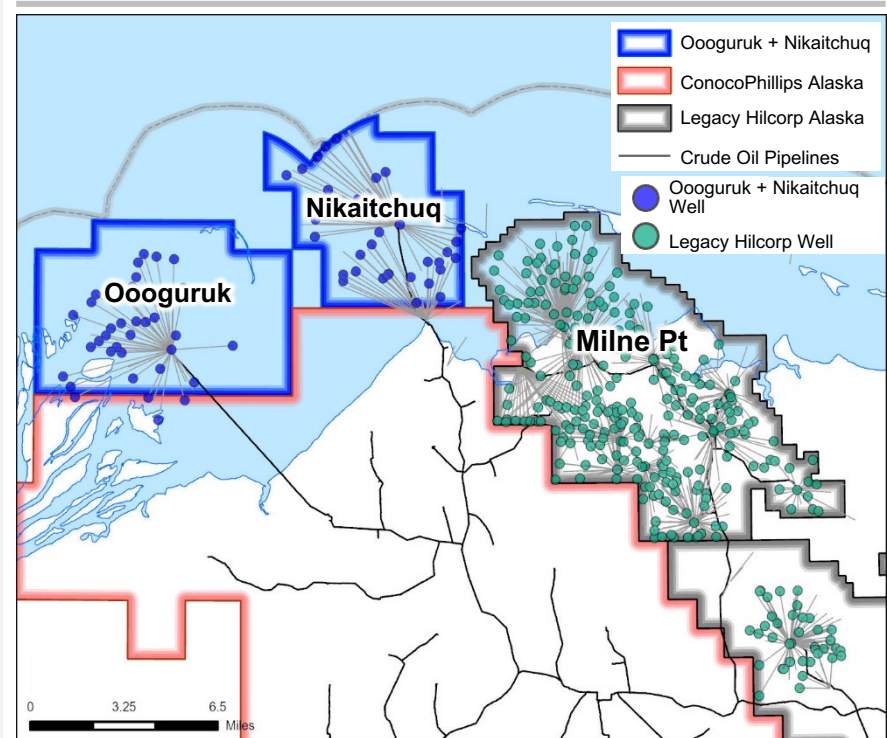 Oooguruk + Nikaitchuq
ConocoPhillips Alaska
Legacy Hilcorp Alaska
Crude Oil Pipelines
Oooguruk + Nikaitchuq
Well
Legacy Hilcorp Well
Nikaitchuq
Oooguruk
Milne Pt
0 3.25 6.5
Miles